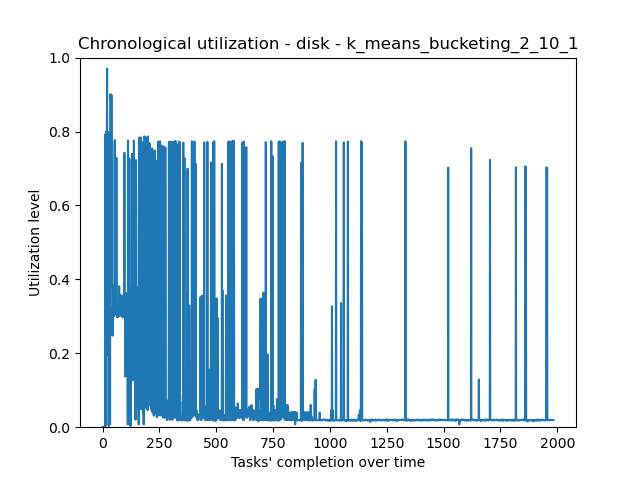 Chronological utilization - disk - k_means_bucketing_2_10_1
1.0
0.8
0.6
0.4
0.2
0.0
Utilization level
0 250 500 750 1000 1250 1500 1750 2000
Tasks' completion over time